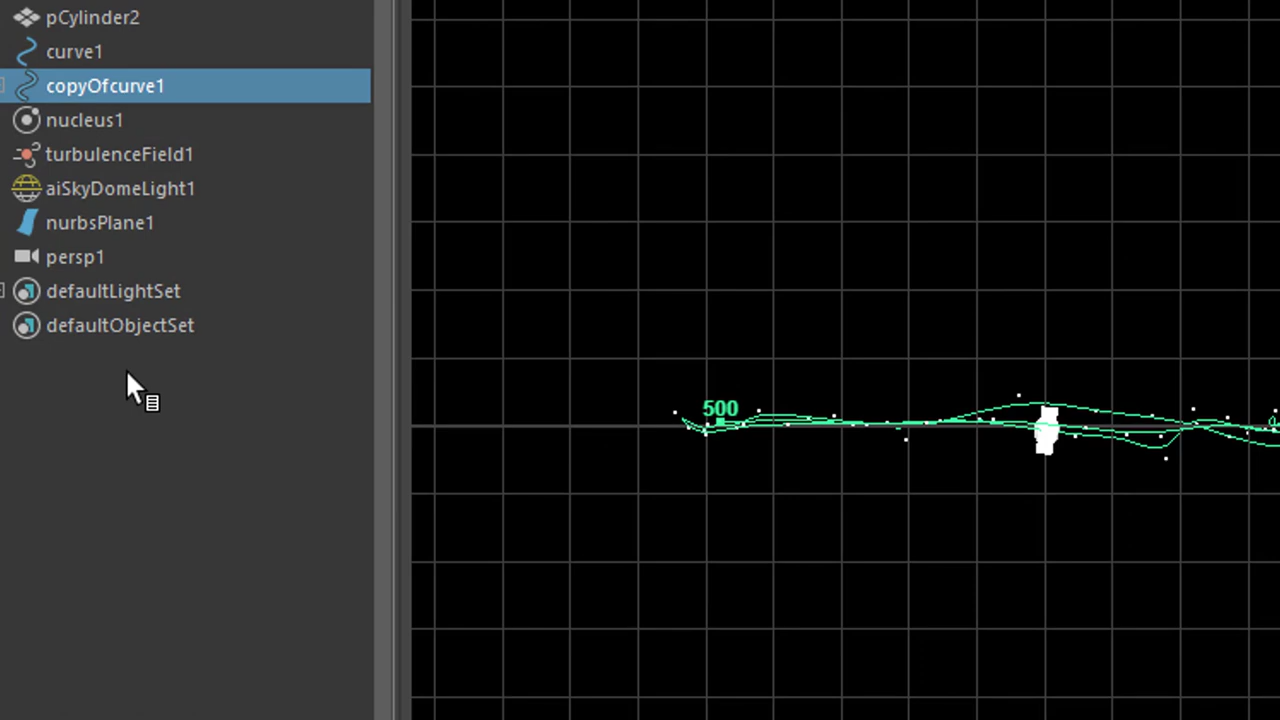 pCylinder2
curve1
copyOfcurve1
nucleus1
turbulenceField1
aiSkyDomeLight1
nurbsPlane1
persp1
defaultLightSet
defaultObjectSet
500